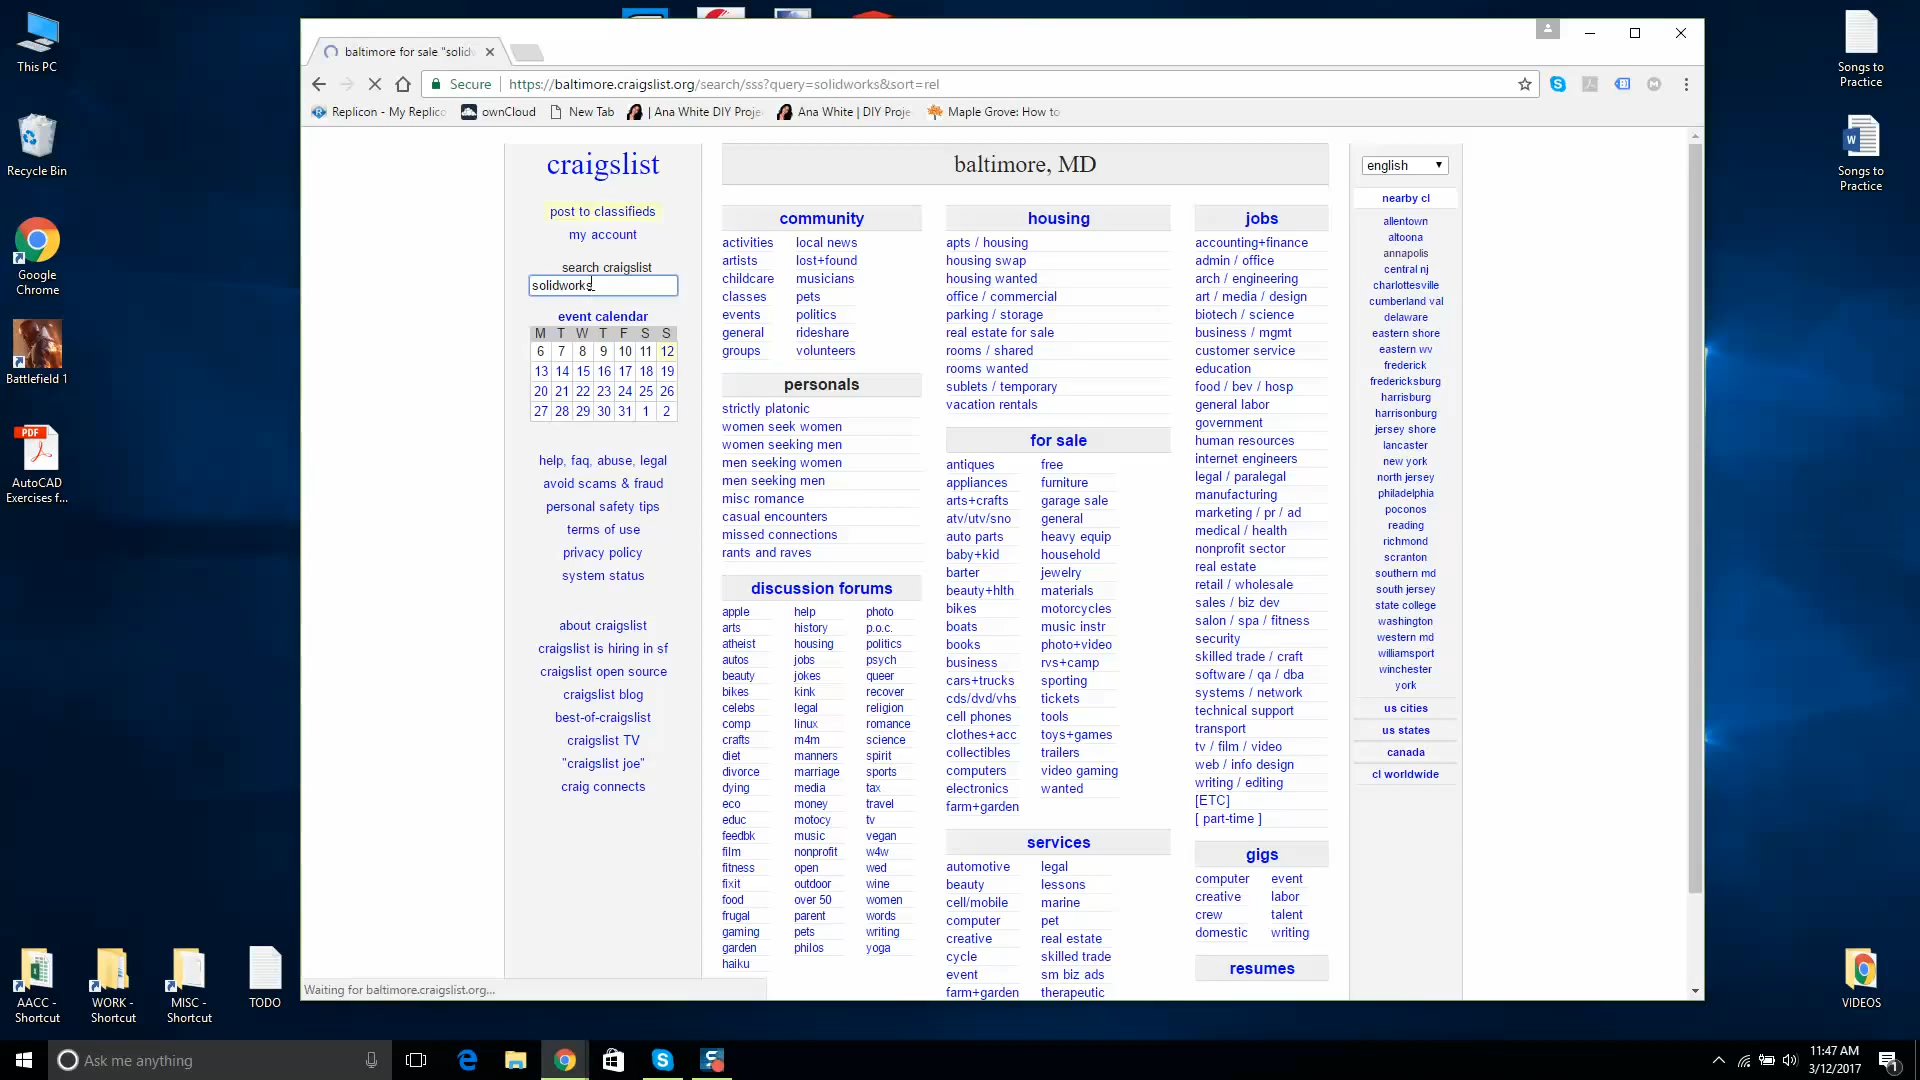 This PC
Recycle Bin
Google
Chrome
Battlefield 1
PDF
AutoCAD
Exercises f...
AACC -
Shortcut
WORK -
Shortcut
MISC -
Shortcut
TODO
Songs to
Practice
Songs to
Practice
VIDEOS
baltimore for sale "solid
Secure
https://baltimore.craigslist.org/search/sss?query=solidworks&sort=rel
Replicon - My Replic
ownCloud
New Tab
| Ana White DIY Proje
Ana White | DIY Proje
Maple Grove: How to
craigslist
post to classifieds
my account
search craigslist
solidworks
event calendar
M T W T F S S
6 7 8 9 10 11 12
13 14 15 16 17 18 19
20 21 22 23 24 25 26
27 28 29 30 31 1 2
help, faq, abuse, legal
avoid scams & fraud
personal safety tips
terms of use
privacy policy
system status
about craigslist
craigslist is hiring in sf
craigslist open source
craigslist blog
best-of-craigslist
craigslist TV
"craigslist joe"
craig connects
baltimore, MD
community
activities local news
artists lost+found
childcare musicians
classes pets
events politics
general rideshare
groups volunteers
personals
strictly platonic
women seek women
women seeking men
men seeking women
men seeking men
misc romance
casual encounters
missed connections
rants and raves
discussion forums
apple help photo
arts history p.o.c.
atheist housing politics
autos jobs psych
beauty jokes queer
bikes kink recover
celebs legal religion
comp linux romance
crafts m4m science
diet manners spirit
divorce marriage sports
dying media tax
eco money travel
educ motocy tv
feedbk music vegan
film nonprofit w4w
fitness open wed
fixit outdoor wine
food over 50 women
frugal parent words
gaming pets writing
garden philos yoga
haiku
housing
apts / housing
housing swap
housing wanted
office / commercial
parking / storage
real estate for sale
rooms / shared
rooms wanted
sublets / temporary
vacation rentals
for sale
antiques free
appliances furniture
arts+crafts garage sale
atv/utv/sno general
auto parts heavy equip
baby+kid household
barter jewelry
beauty+hlth materials
bikes motorcycles
boats music instr
books photo+video
business rvs+camp
cars+trucks sporting
cds/dvd/vhs tickets
cell phones tools
clothes+acc toys+games
collectibles trailers
computers video gaming
electronics wanted
farm+garden
services
automotive legal
beauty lessons
cell/mobile marine
computer pet
creative real estate
cycle skilled trade
event sm biz ads
farm+garden therapeutic
jobs
accounting+finance
admin / office
arch / engineering
art / media / design
biotech / science
business / mgmt
customer service
education
food / bev / hosp
general labor
government
human resources
internet engineers
legal / paralegal
manufacturing
marketing / pr / ad
medical / health
nonprofit sector
real estate
retail / wholesale
sales / biz dev
salon / spa / fitness
security
skilled trade / craft
software / qa / dba
systems / network
technical support
transport
tv / film / video
web / info design
writing / editing
[ETC]
[ part-time ]
gigs
computer event
creative labor
crew talent
domestic writing
resumes
english
nearby cl
allentown
altoona
annapolis
central nj
charlottesville
cumberland val
delaware
eastern shore
eastern wv
frederick
fredericksburg
harrisburg
harrisonburg
jersey shore
lancaster
new york
north jersey
philadelphia
poconos
reading
richmond
scranton
southern md
south jersey
state college
washington
western md
williamsport
winchester
york
us cities
us states
canada
cl worldwide
Waiting for baltimore.craigslist.org...
Ask me anything
11:47 AM
3/12/2017
1